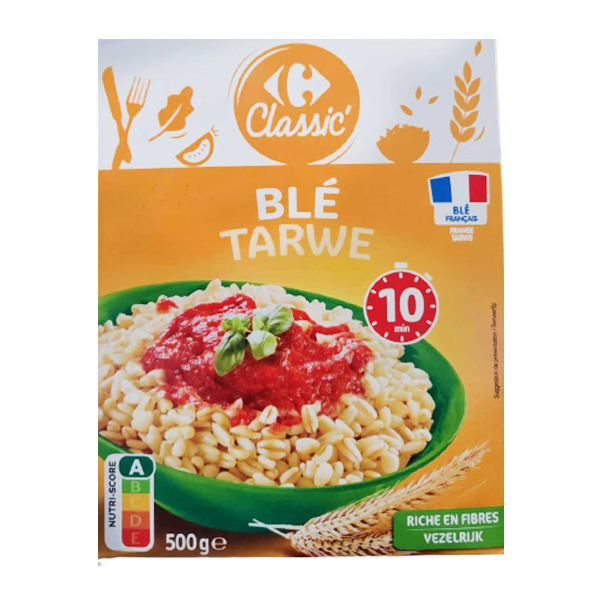 Classic'
BLÉ
TARWE
BLÉ
FRANÇAIS
FRANSE
TARWE
10
min
Suggestion de présentation / Serveertip
NUTRI-SCORE
A
B
C
D
E
500g℮
RICHE EN FIBRES
VEZELRIJK